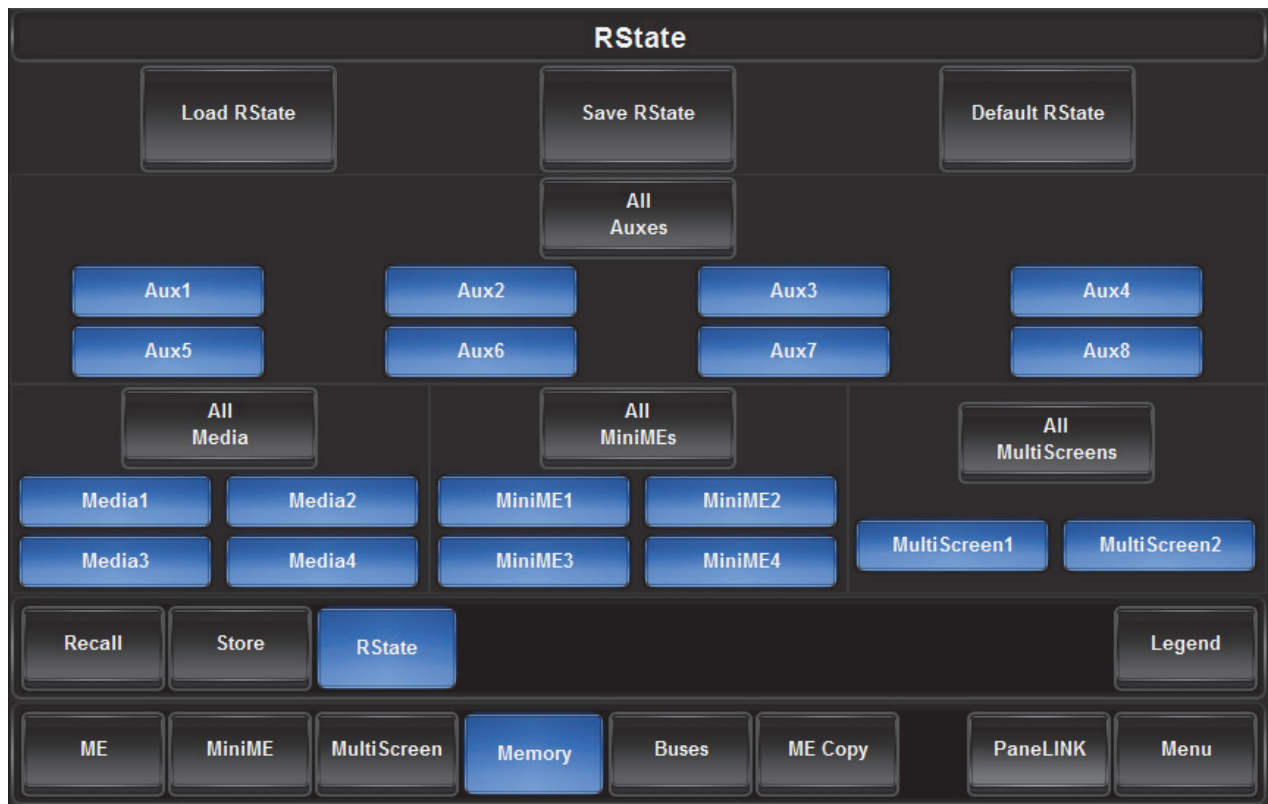 RState
Load RState
Save RState
Default RState
All
Auxes
Aux1
Aux2
Aux3
Aux4
Aux5
Aux6
Aux7
Aux8
All
Media
Media1
Media2
Media3
Media4
All
MiniMEs
MiniME1
MiniME2
MiniME3
MiniME4
All
MultiScreens
MultiScreen1
MultiScreen2
Recall
Store
RState
Legend
ME
MiniME
MultiScreen
Memory
Buses
ME Copy
PaneLINK
Menu